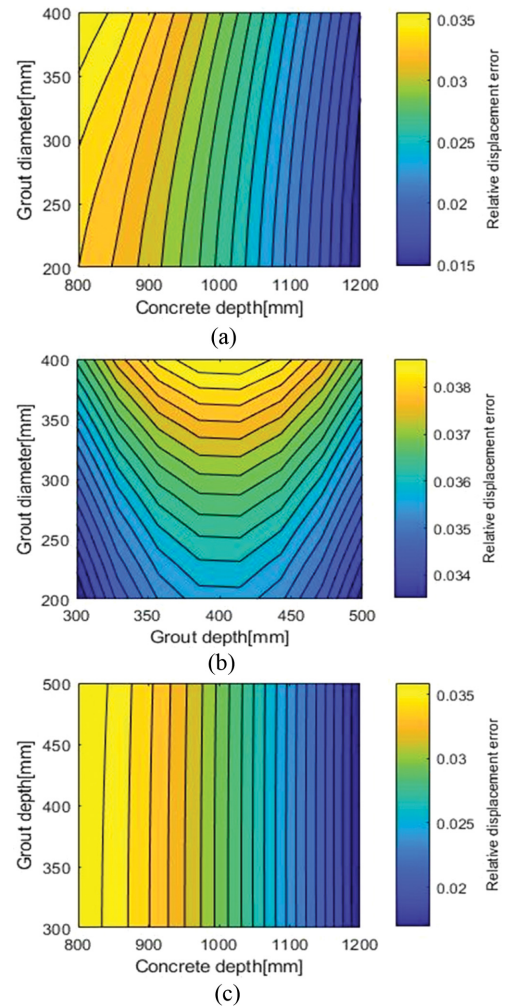 400
350
300
250
200
Grout diameter[mm]
800 900 1000 1100 1200
Concrete depth[mm]
0.035
0.03
0.025
0.02
0.015
Relative displacement error
(a)
400
350
300
250
200
Grout diameter[mm]
300 350 400 450 500
Grout depth[mm]
0.038
0.037
0.036
0.035
0.034
Relative displacement error
(b)
500
450
400
350
300
Grout depth[mm]
800 900 1000 1100 1200
Concrete depth[mm]
0.035
0.03
0.025
0.02
Relative displacement error
(c)